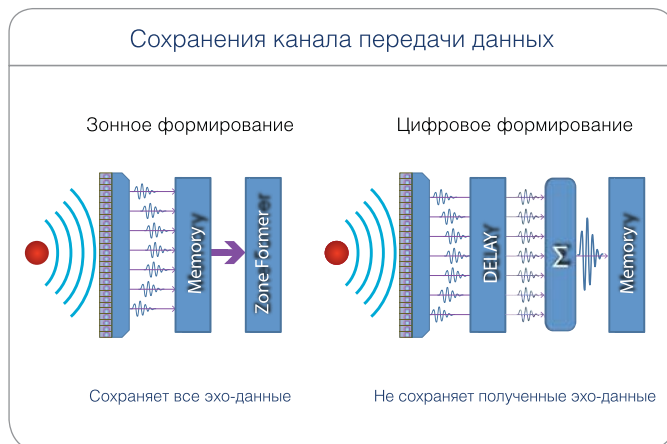 Сохранения канала передачи данных
Зонное формирование
Цифровое формирование
Memory
Zone Former
DELAY
Σ
Memory
Сохраняет все эхо-данные
Не сохраняет полученные эхо-данные